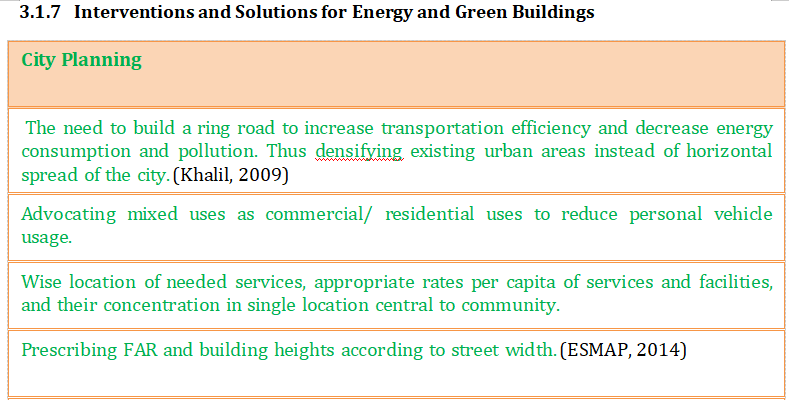 3.1.7 Interventions and Solutions for Energy and Green Buildings
City Planning
The need to build a ring road to increase transportation efficiency and decrease energy
consumption and pollution. Thus densifying existing urban areas instead of horizontal
spread of the city.(Khalil, 2009)
Advocating mixed uses as commercial/ residential uses to reduce personal vehicle
usage.
Wise location of needed services, appropriate rates per capita of services and facilities,
and their concentration in single location central to community.
Prescribing FAR and building heights according to street width.(ESMAP, 2014)